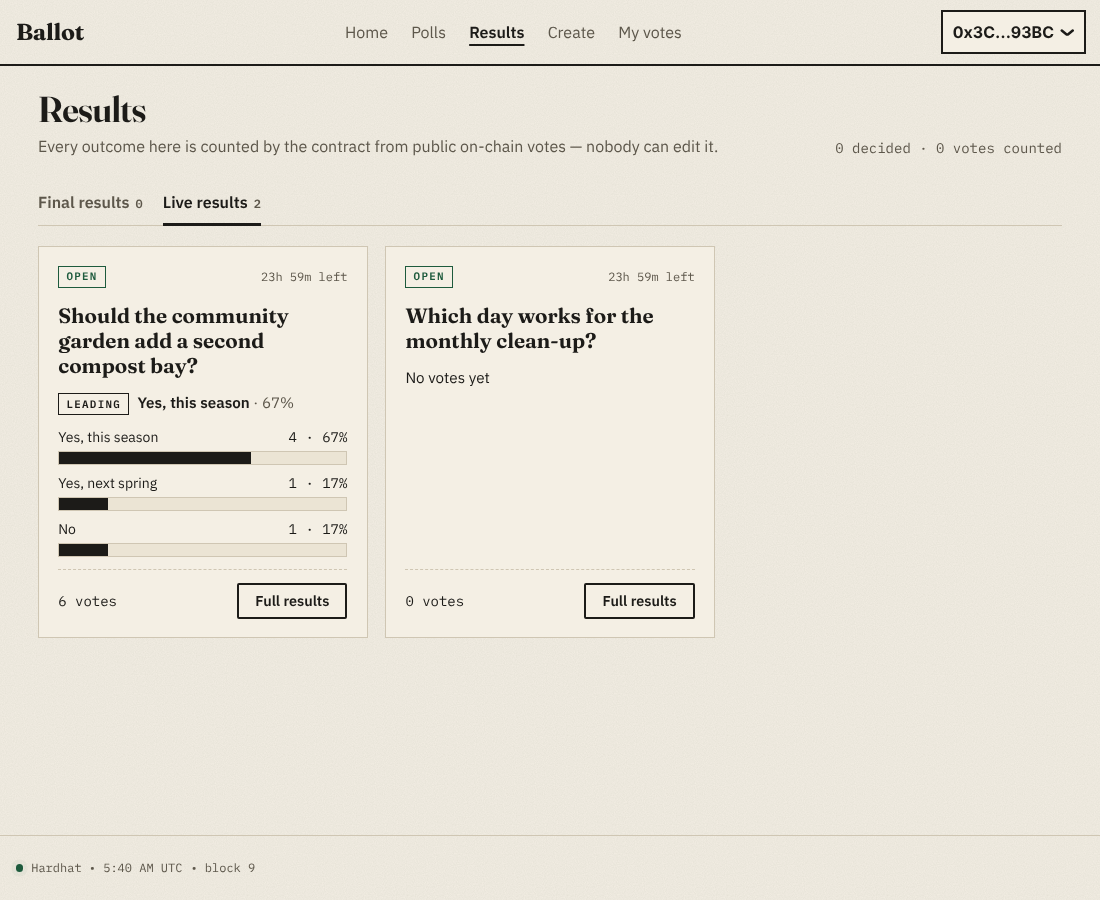 Ballot
Home Polls Results Create My votes
0x3C...93BC
Results
Every outcome here is counted by the contract from public on-chain votes — nobody can edit it.
0 decided · 0 votes counted
Final results 0 Live results 2
OPEN 23h 59m left
Should the community
garden add a second
compost bay?
LEADING Yes, this season · 67%
Yes, this season 4 · 67%
Yes, next spring 1 · 17%
No 1 · 17%
6 votes Full results
OPEN 23h 59m left
Which day works for the
monthly clean-up?
No votes yet
0 votes Full results
Hardhat • 5:40 AM UTC • block 9